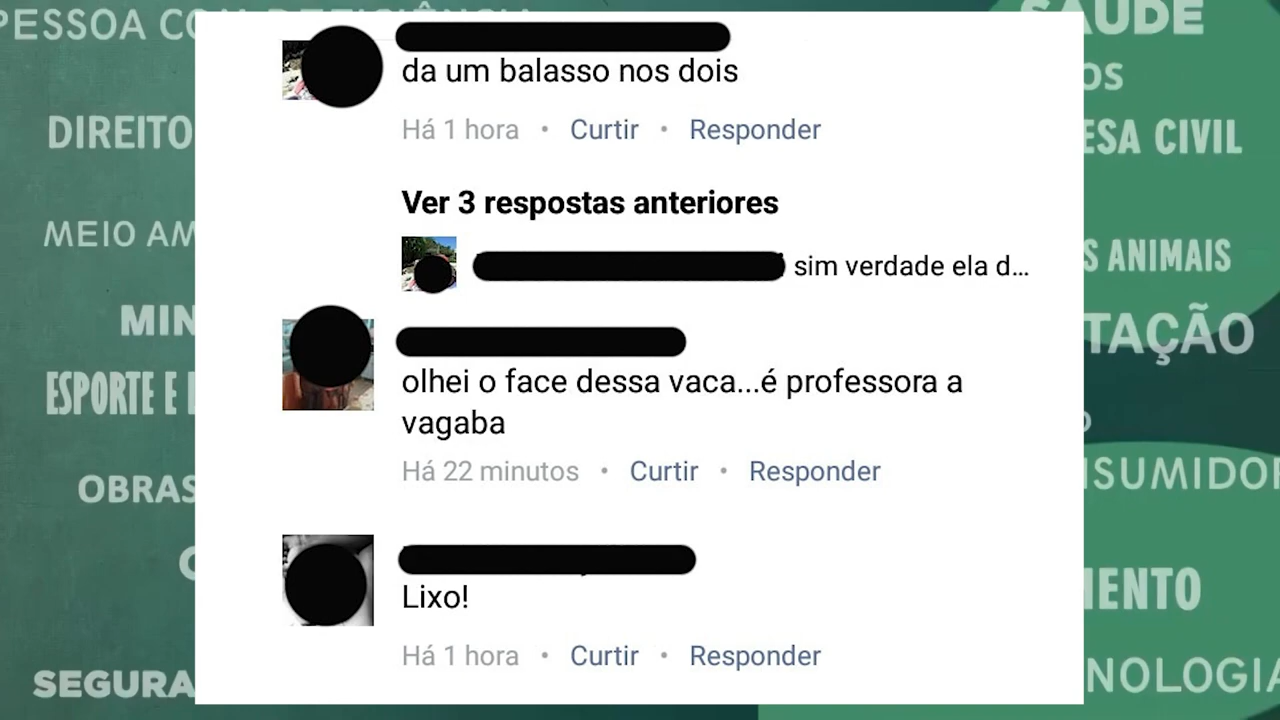 PESSOA CO
SAÚDE
da um balasso nos dois
OS
Há 1 hora • Curtir • Responder
DIREITO
ESA CIVIL
Ver 3 respostas anteriores
MEIO AM
S ANIMAIS
sim verdade ela d...
MIN
TAÇÃO
olhei o face dessa vaca...é professora a
vagaba
ESPORTE E
Há 22 minutos • Curtir • Responder
OBRAS
NSUMIDOR
Lixo!
MENTO
Há 1 hora • Curtir • Responder
SEGURA
NOLOGIA